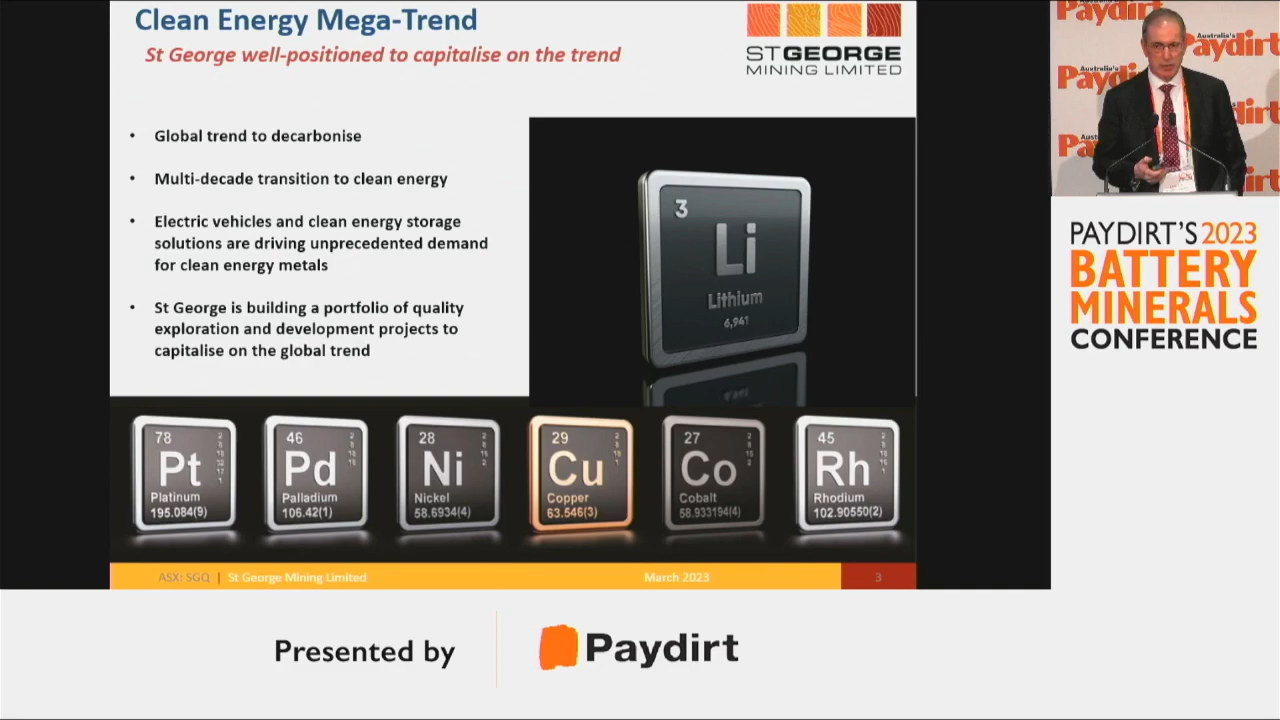 Clean Energy Mega-Trend
St George well-positioned to capitalise on the trend
STGEORGE
MINING LIMITED
• Global trend to decarbonise
• Multi-decade transition to clean energy
• Electric vehicles and clean energy storage
solutions are driving unprecedented demand
for clean energy metals
• St George is building a portfolio of quality
exploration and development projects to
capitalise on the global trend
3
Li
Lithium
6,941
78
Pt
Platinum
195.084(9)
46
Pd
Palladium
106.42(1)
28
Ni
Nickel
58.6934(4)
29
Cu
Copper
63.546(3)
27
Co
Cobalt
58.933194(4)
45
Rh
Rhodium
102.90550(2)
ASX: SGQ | St George Mining Limited
March 2023
3
Paydirt
Australia's
Paydirt
Australia's
Paydirt
PAYDIRT'S 2023
BATTERY
MINERALS
CONFERENCE
Presented by
Paydirt